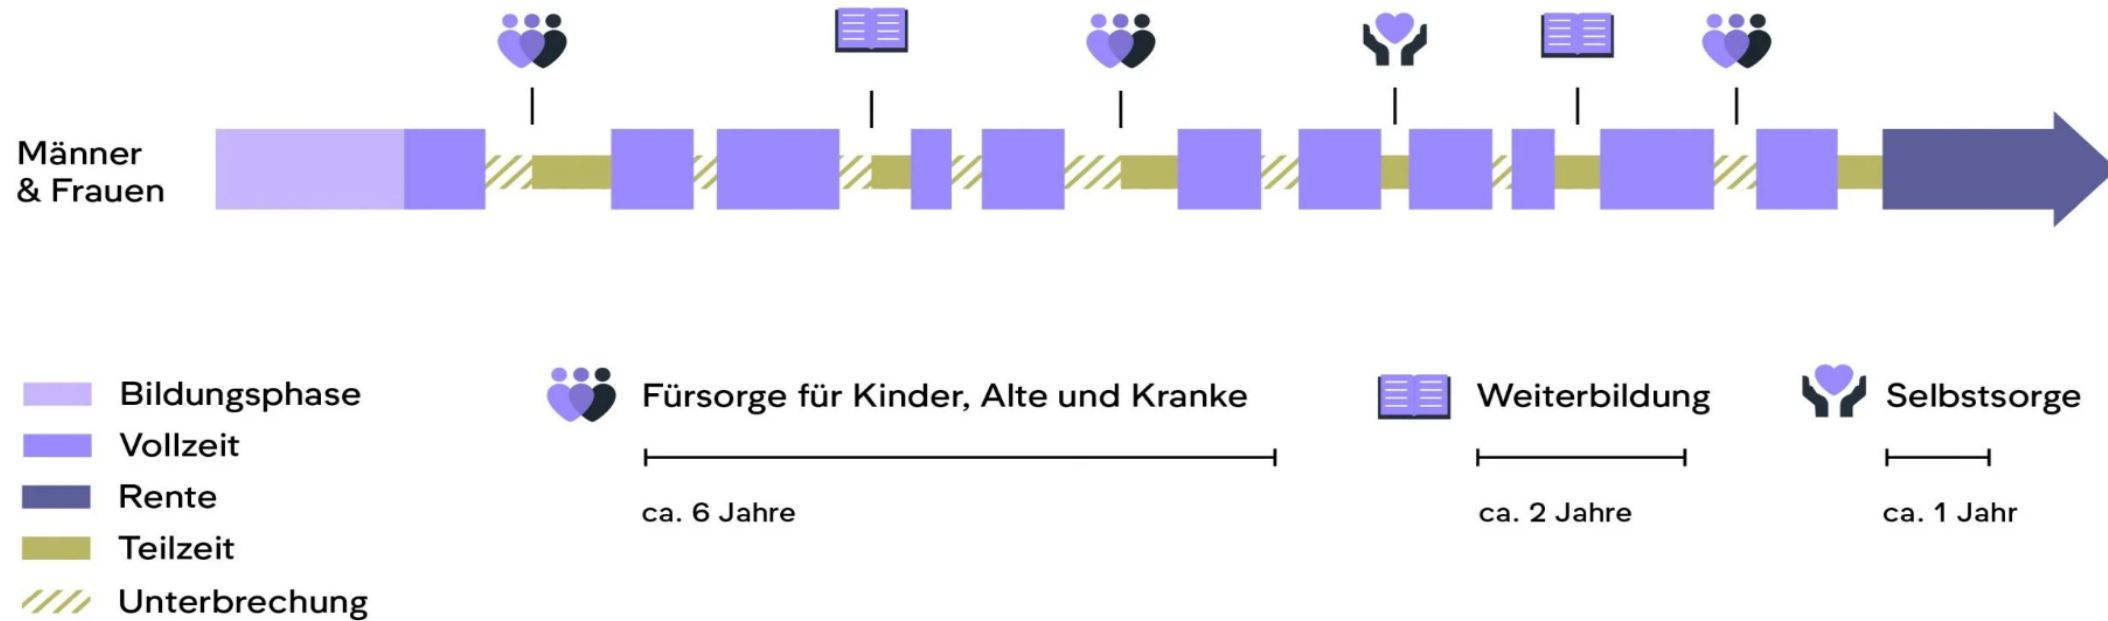 Männer
& Frauen
Bildungsphase
Vollzeit
Rente
Teilzeit
Unterbrechung
Fürsorge für Kinder, Alte und Kranke
ca. 6 Jahre
Weiterbildung
ca. 2 Jahre
Selbstsorge
ca. 1 Jahr